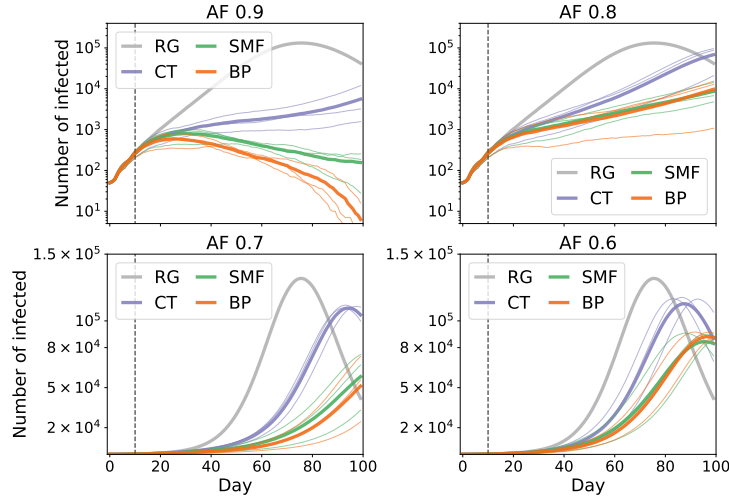 AF 0.9
AF 0.8
Number of infected
10⁵
10⁴
10³
10²
10¹
RG
SMF
CT
BP
10⁵
10⁴
10³
10²
10¹
RG
SMF
CT
BP
AF 0.7
AF 0.6
Number of infected
1.5 × 10⁵
10⁵
8 × 10⁴
5 × 10⁴
2 × 10⁴
RG
SMF
CT
BP
1.5 × 10⁵
10⁵
8 × 10⁴
5 × 10⁴
2 × 10⁴
RG
SMF
CT
BP
0 20 40 60 80 100
0 20 40 60 80 100
Day
Day